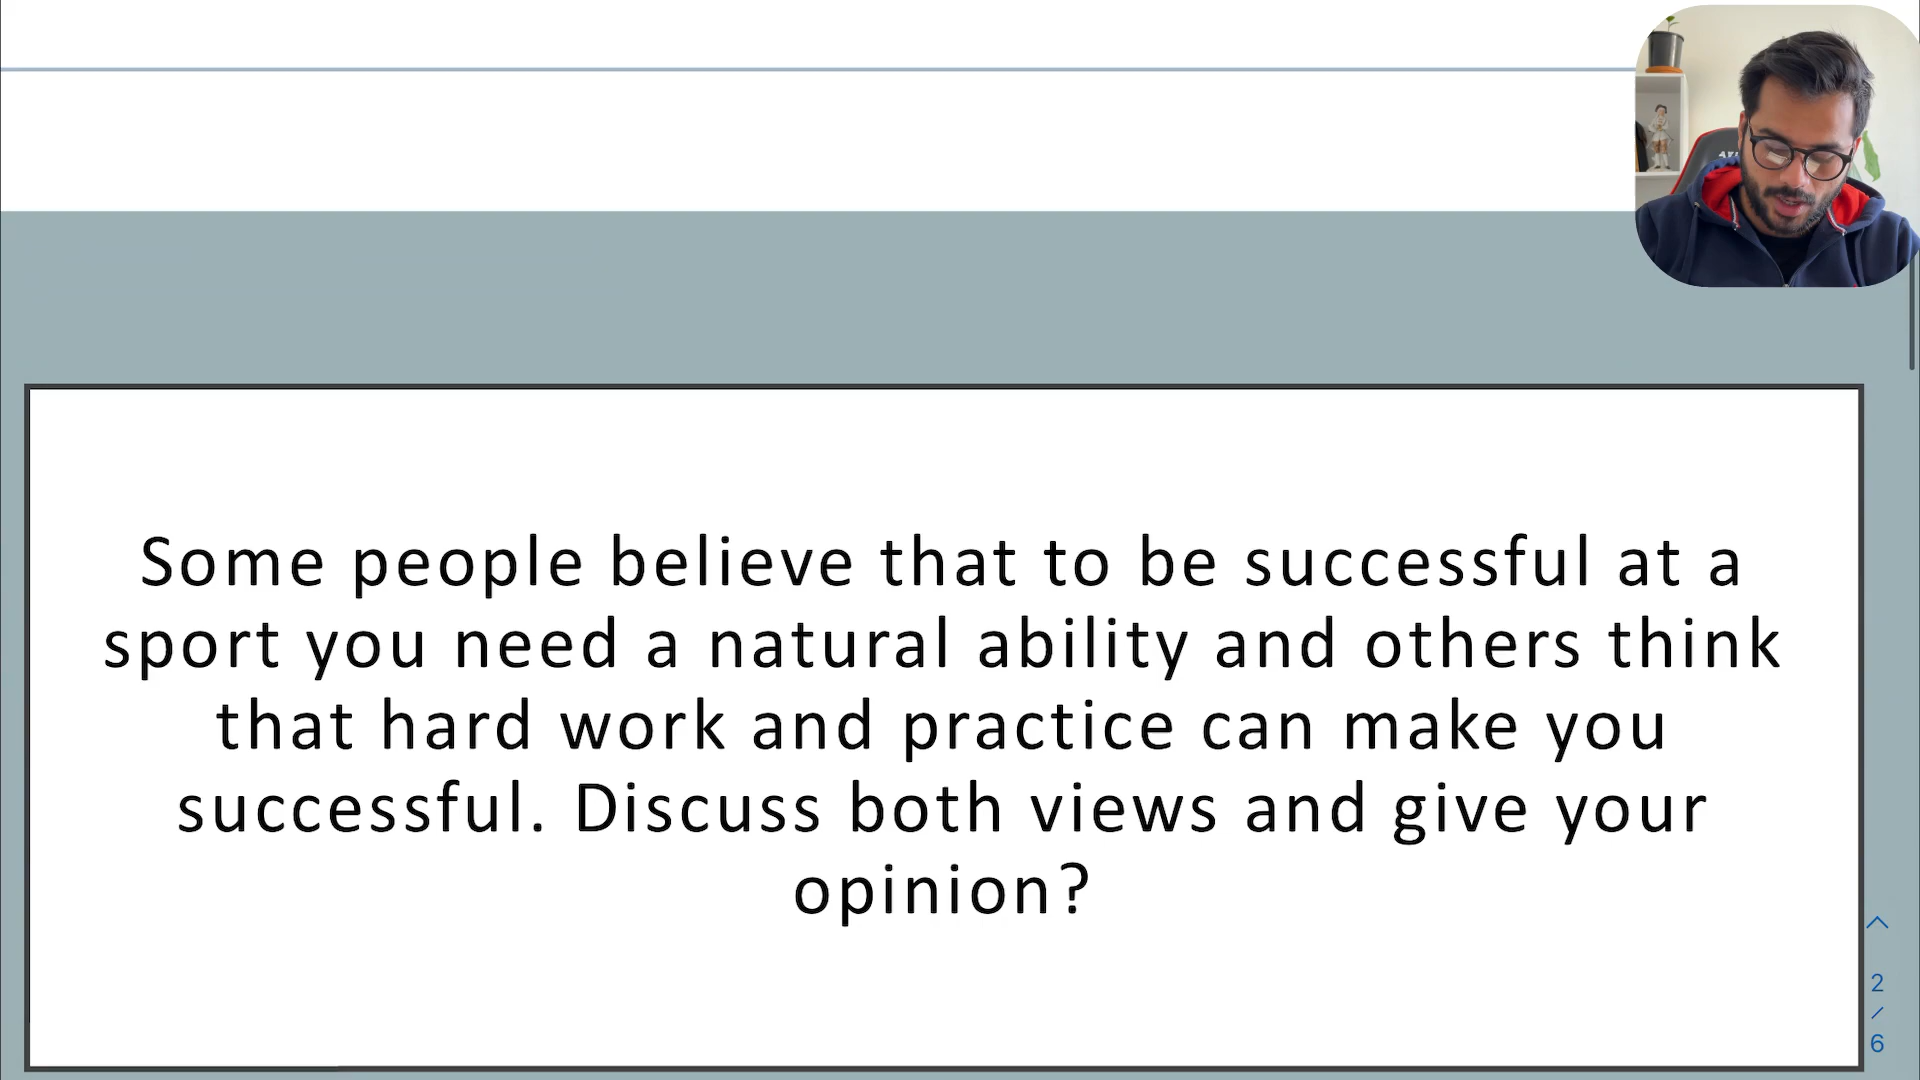 Some people believe that to be successful at a
sport you need a natural ability and others think
that hard work and practice can make you
successful. Discuss both views and give your
opinion?
2
/
6